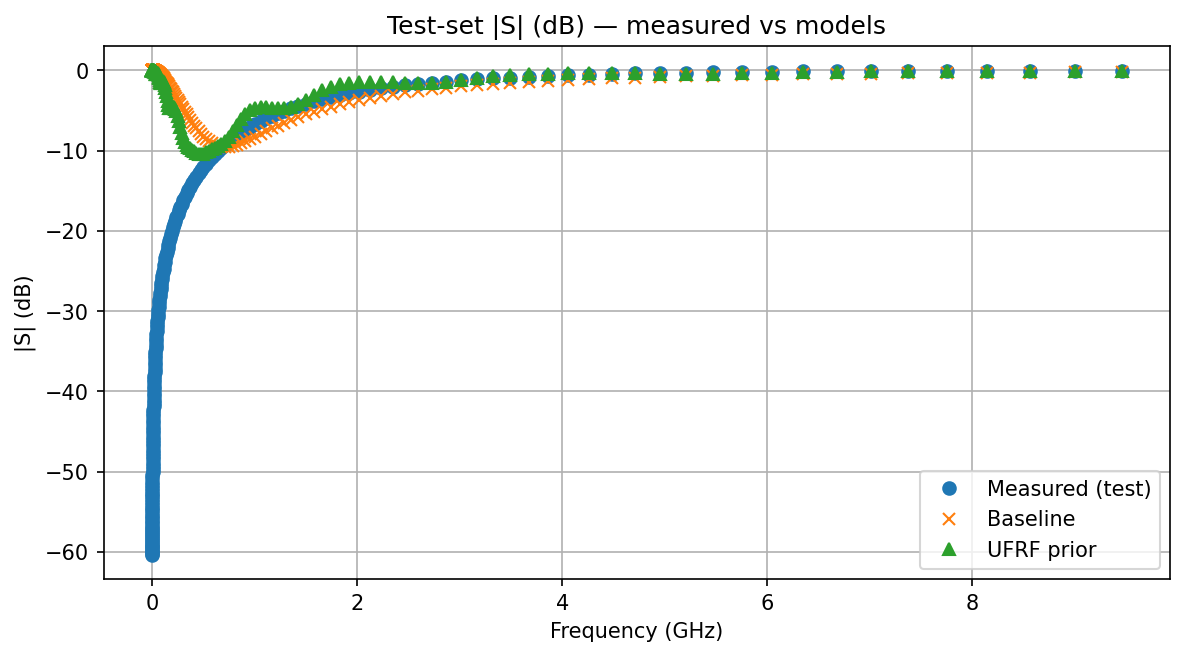 Test-set |S| (dB) — measured vs models
|S| (dB)
0
−10
−20
−30
−40
−50
−60
0 2 4 6 8
Frequency (GHz)
Measured (test)
Baseline
UFRF prior